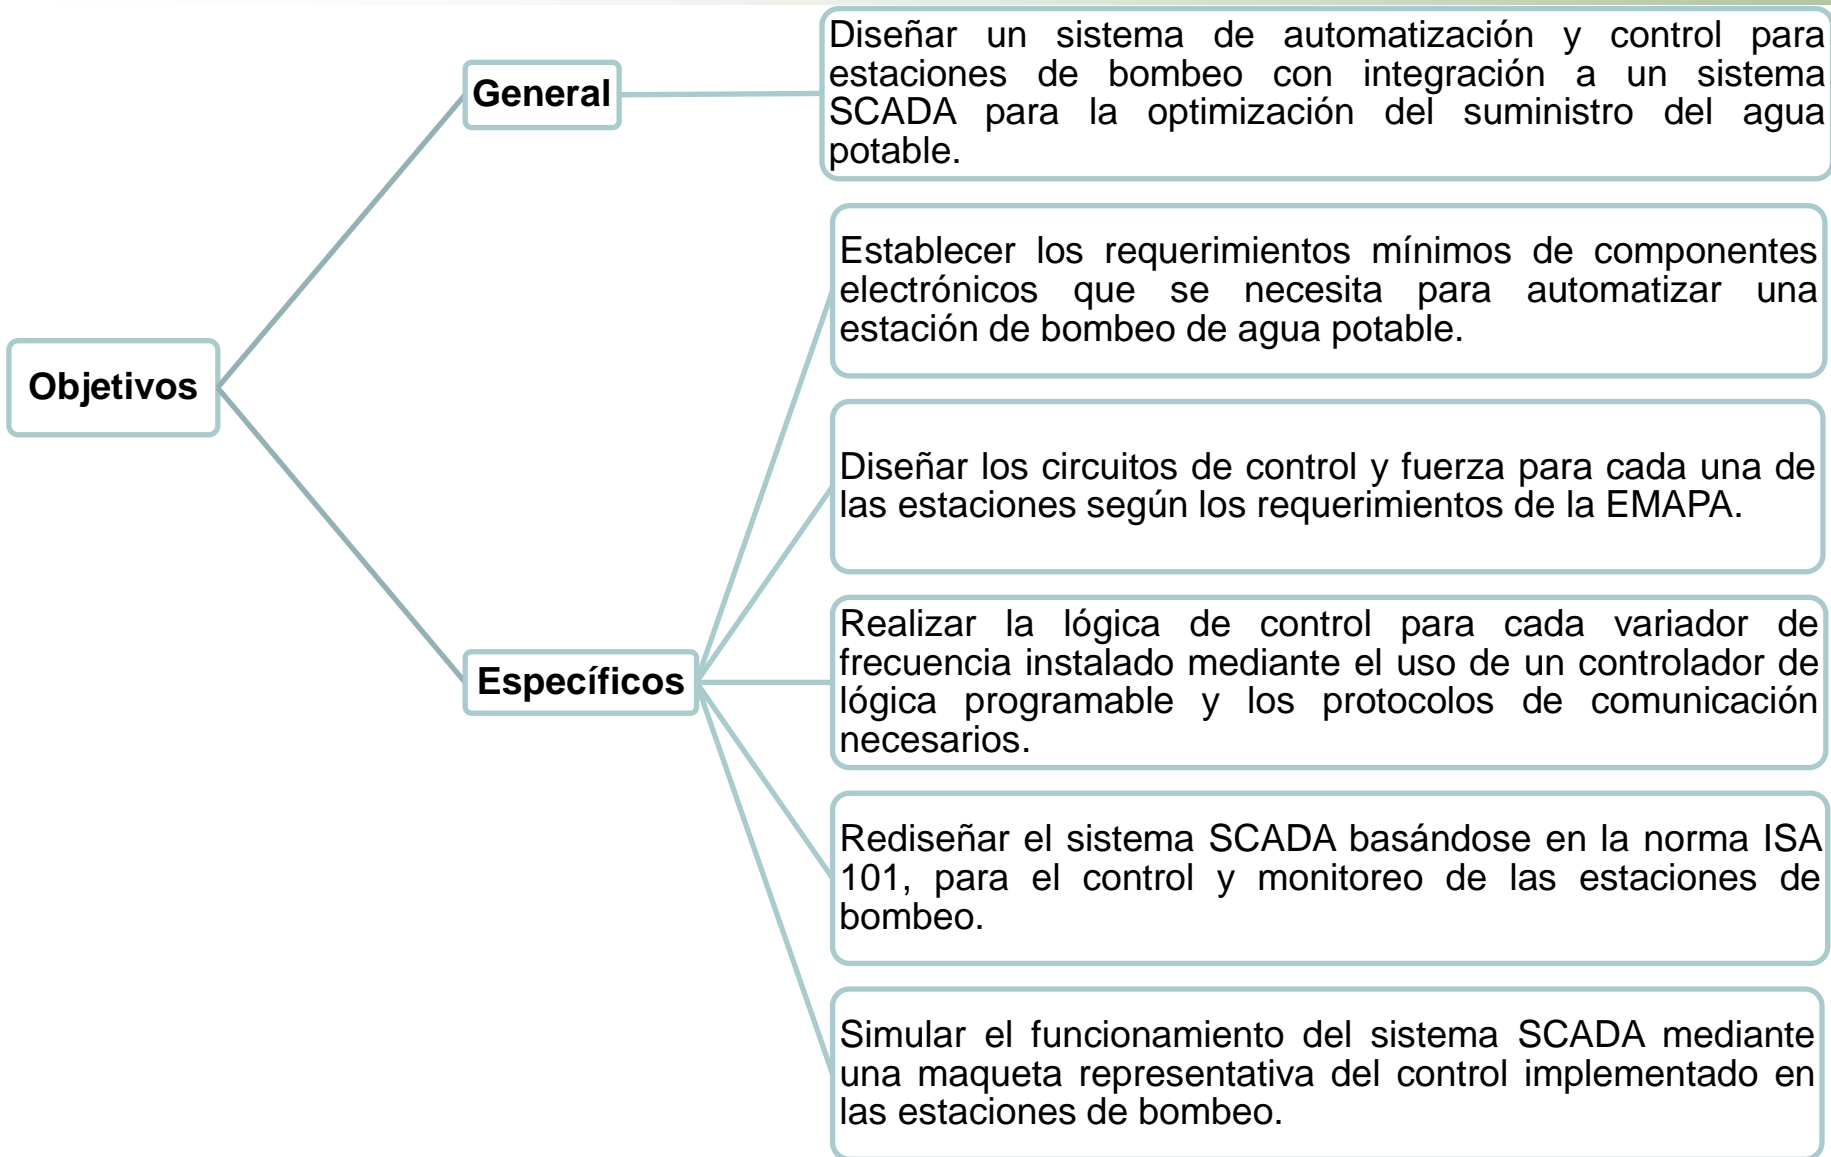 Objetivos
General
Diseñar un sistema de automatización y control para
estaciones de bombeo con integración a un sistema
SCADA para la optimización del suministro del agua
potable.
Específicos
Establecer los requerimientos mínimos de componentes
electrónicos que se necesita para automatizar una
estación de bombeo de agua potable.
Diseñar los circuitos de control y fuerza para cada una de
las estaciones según los requerimientos de la EMAPA.
Realizar la lógica de control para cada variador de
frecuencia instalado mediante el uso de un controlador de
lógica programable y los protocolos de comunicación
necesarios.
Rediseñar el sistema SCADA basándose en la norma ISA
101, para el control y monitoreo de las estaciones de
bombeo.
Simular el funcionamiento del sistema SCADA mediante
una maqueta representativa del control implementado en
las estaciones de bombeo.